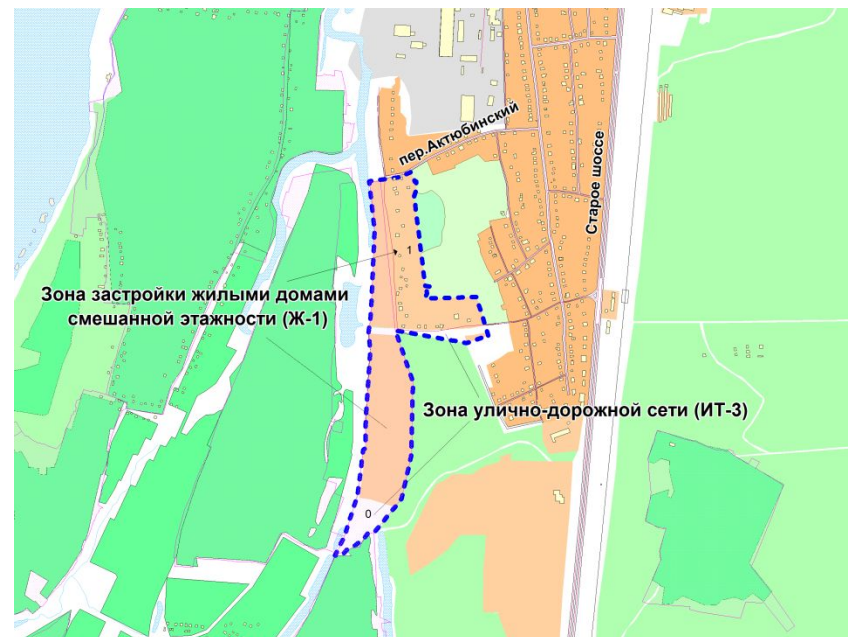 пер.Актюбинский
Старое шоссе
1
Зона застройки жилыми домами
смешанной этажности (Ж-1)
Зона улично-дорожной сети (ИТ-3)
0